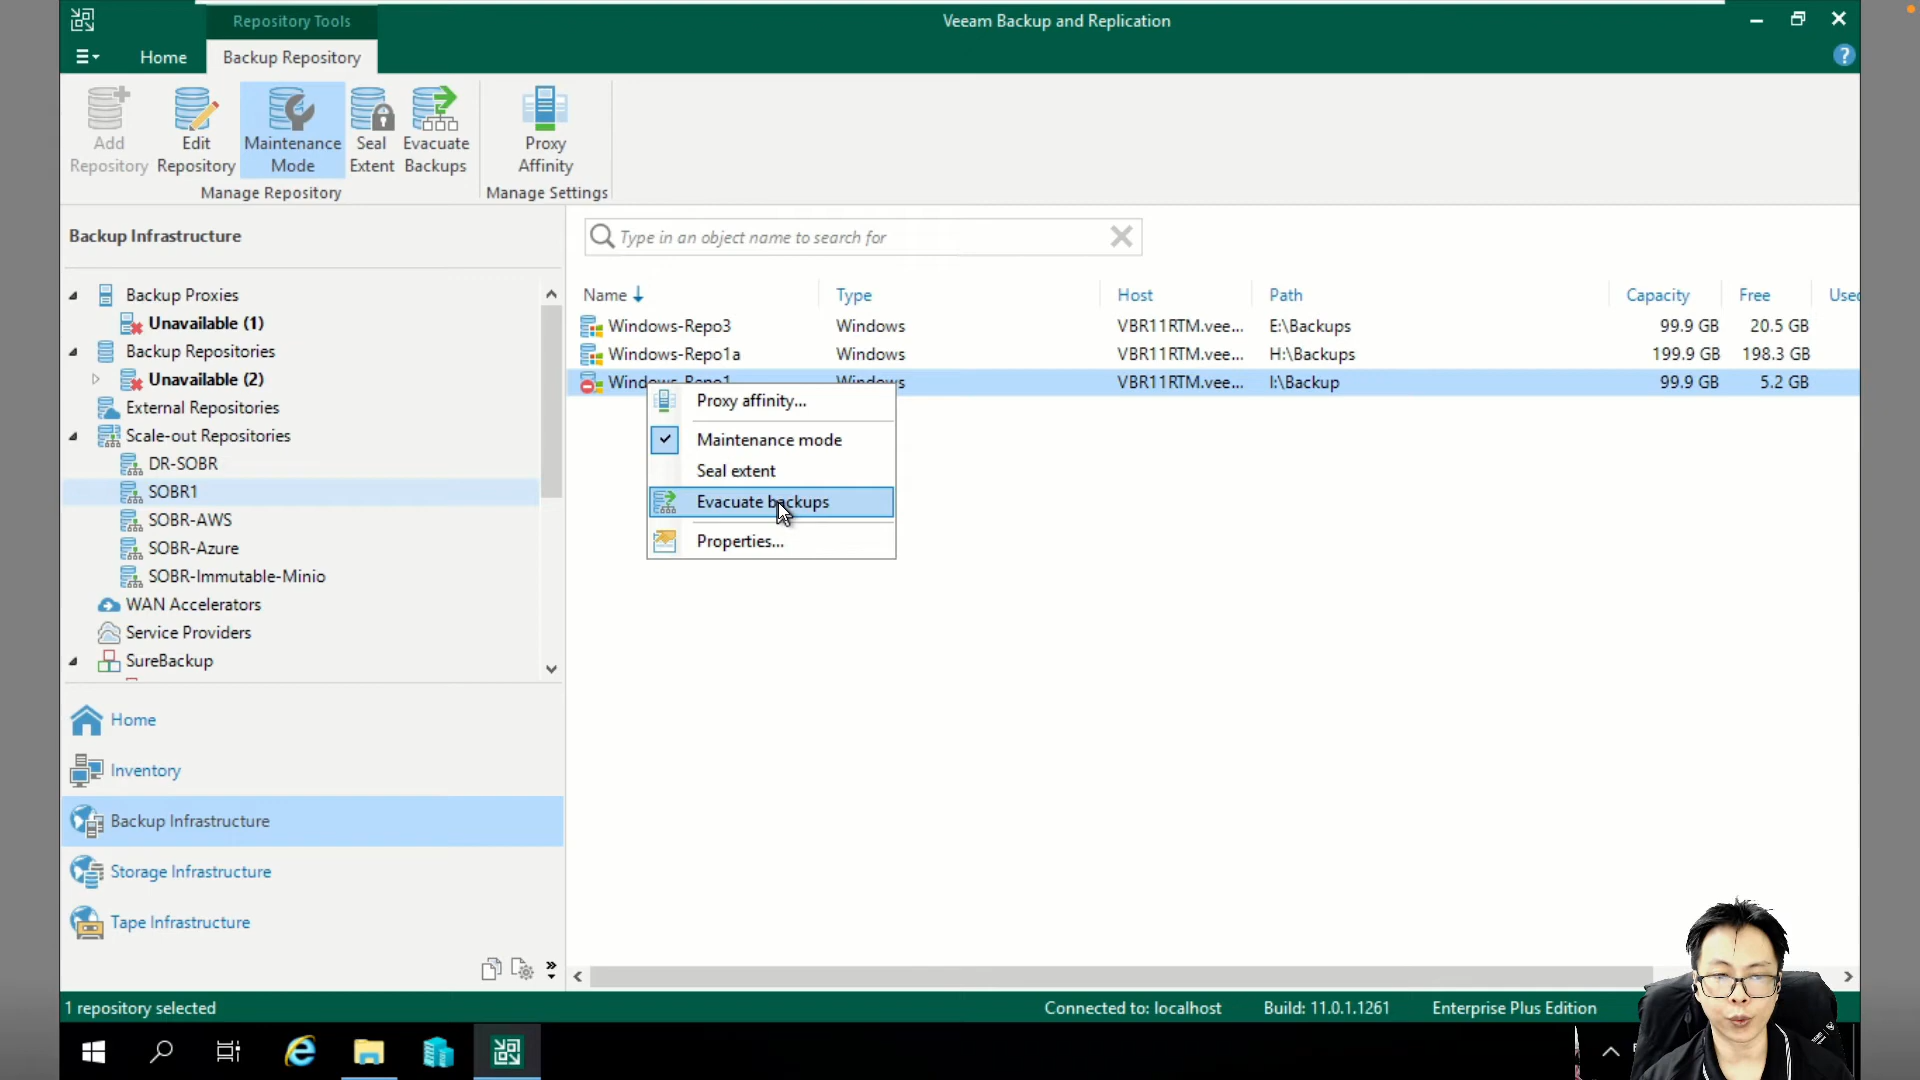 Repository Tools
Veeam Backup and Replication
Home
Backup Repository
Add Repository
Edit Repository
Maintenance Mode
Seal Extent
Evacuate Backups
Proxy Affinity
Manage Repository
Manage Settings
Backup Infrastructure
Type in an object name to search for
Backup Proxies
Unavailable (1)
Backup Repositories
Unavailable (2)
External Repositories
Scale-out Repositories
DR-SOBR
SOBR1
SOBR-AWS
SOBR-Azure
SOBR-Immutable-Minio
WAN Accelerators
Service Providers
SureBackup
Name Type Host Path Capacity Free Used
Windows-Repo3 Windows VBR11RTM.vee... E:\Backups 99.9 GB 20.5 GB
Windows-Repo1a Windows VBR11RTM.vee... H:\Backups 199.9 GB 198.3 GB
Windows-Repo1 Windows VBR11RTM.vee... I:\Backup 99.9 GB 5.2 GB
Proxy affinity...
Maintenance mode
Seal extent
Evacuate backups
Properties...
Home
Inventory
Backup Infrastructure
Storage Infrastructure
Tape Infrastructure
1 repository selected
Connected to: localhost
Build: 11.0.1.1261
Enterprise Plus Edition